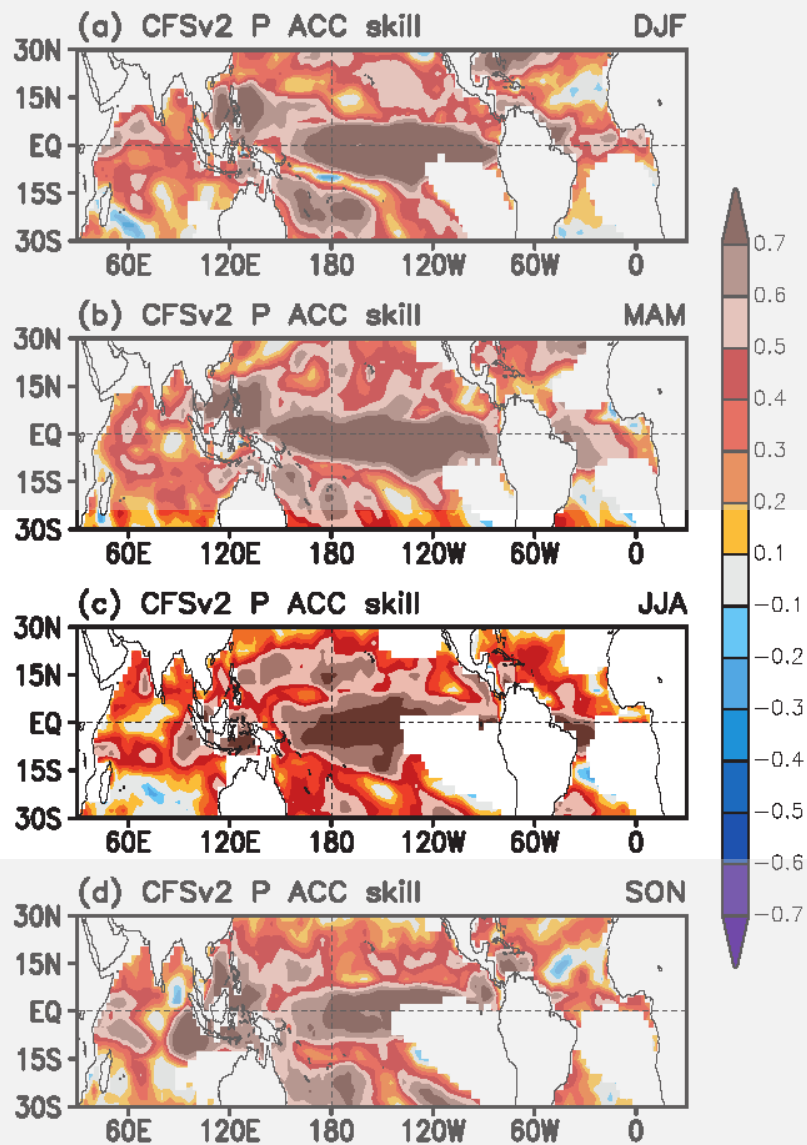 (a) CFSv2 P ACC skill DJF
30N
15N
EQ
15S
30S
60E 120E 180 120W 60W 0
(b) CFSv2 P ACC skill MAM
30N
15N
EQ
15S
30S
60E 120E 180 120W 60W 0
(c) CFSv2 P ACC skill JJA
30N
15N
EQ
15S
30S
60E 120E 180 120W 60W 0
(d) CFSv2 P ACC skill SON
30N
15N
EQ
15S
30S
60E 120E 180 120W 60W 0
0.7
0.6
0.5
0.4
0.3
0.2
0.1
-0.1
-0.2
-0.3
-0.4
-0.5
-0.6
-0.7